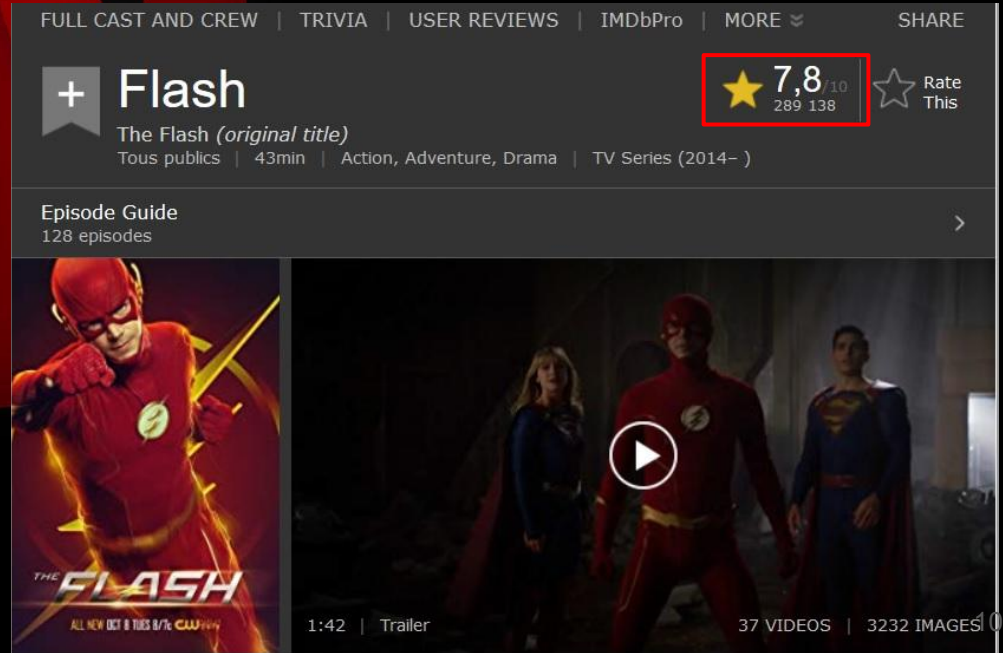 FULL CAST AND CREW | TRIVIA | USER REVIEWS | IMDbPro | MORE SHARE
+ Flash
7,8/10
289 138
Rate
This
The Flash (original title)
Tous publics | 43min | Action, Adventure, Drama | TV Series (2014– )
Episode Guide
128 episodes
THE
FLASH
ALL NEW OCT 8 TUES 8/7c CW
1:42 | Trailer
37 VIDEOS | 3232 IMAGES
10